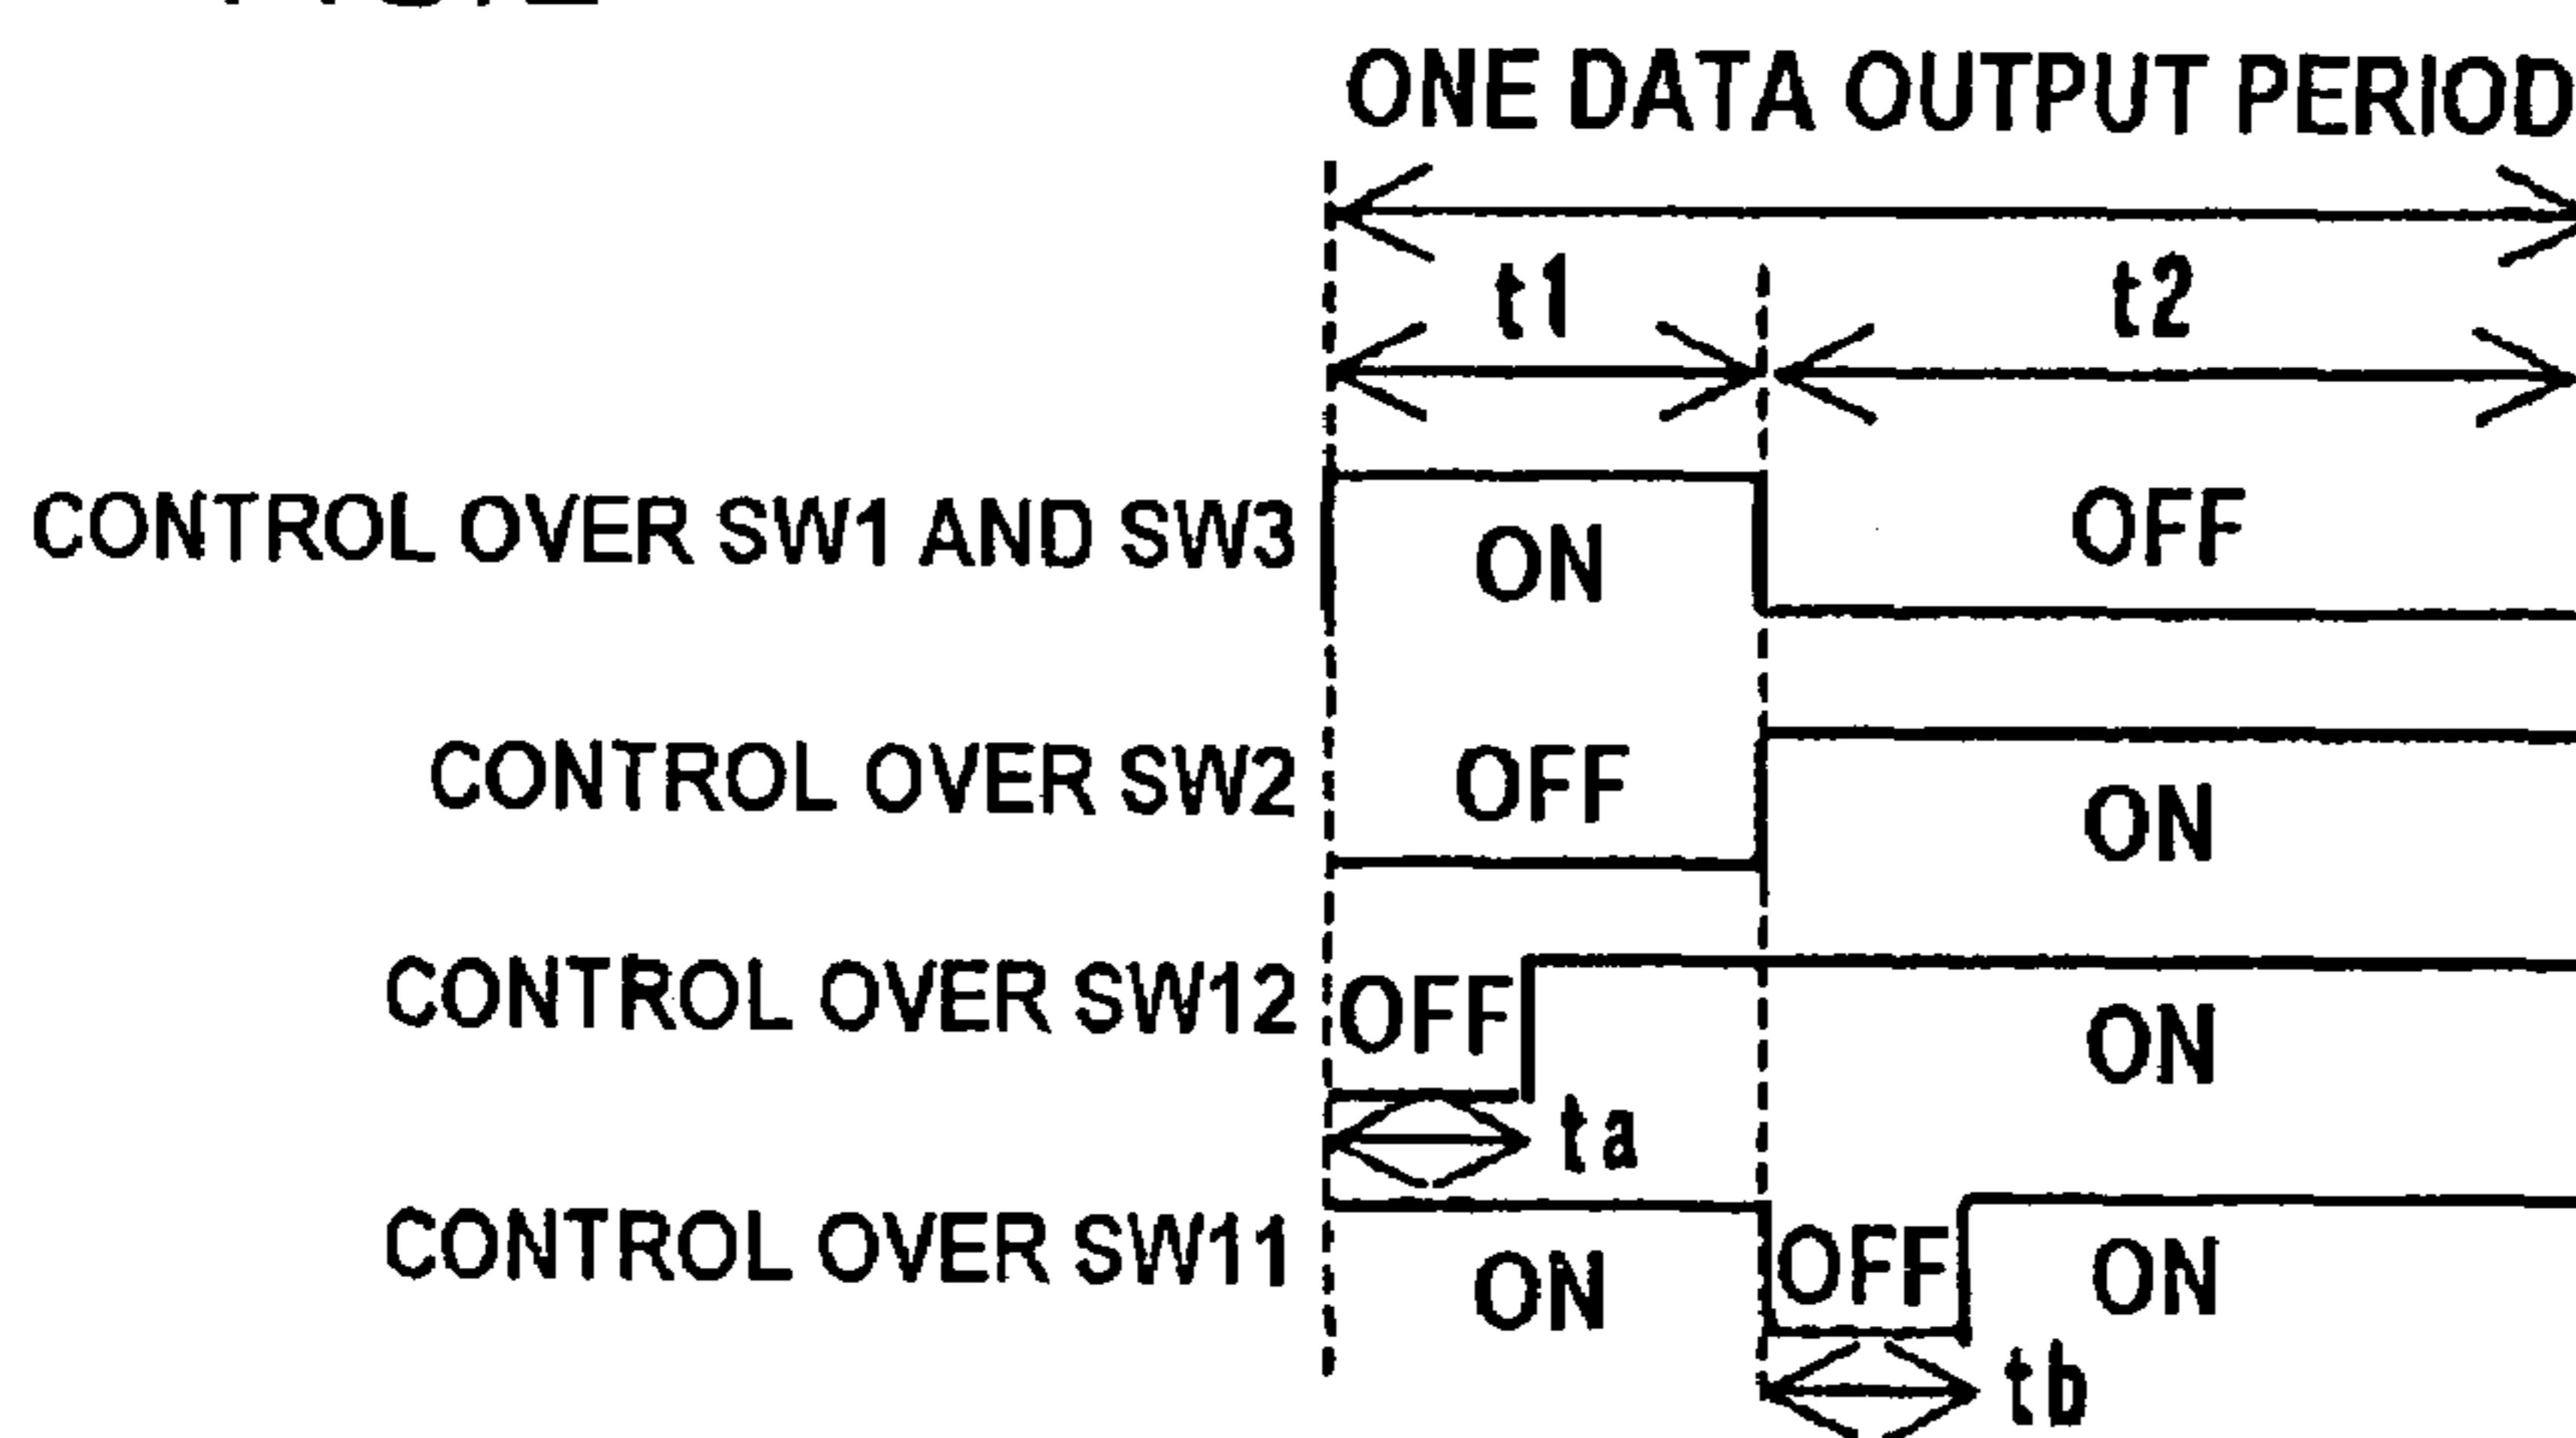 ONE DATA OUTPUT PERIOD
t1 t2
CONTROL OVER SW1 AND SW3 ON OFF
CONTROL OVER SW2 OFF ON
CONTROL OVER SW12 OFF ON
ta
CONTROL OVER SW11 ON OFF ON
tb